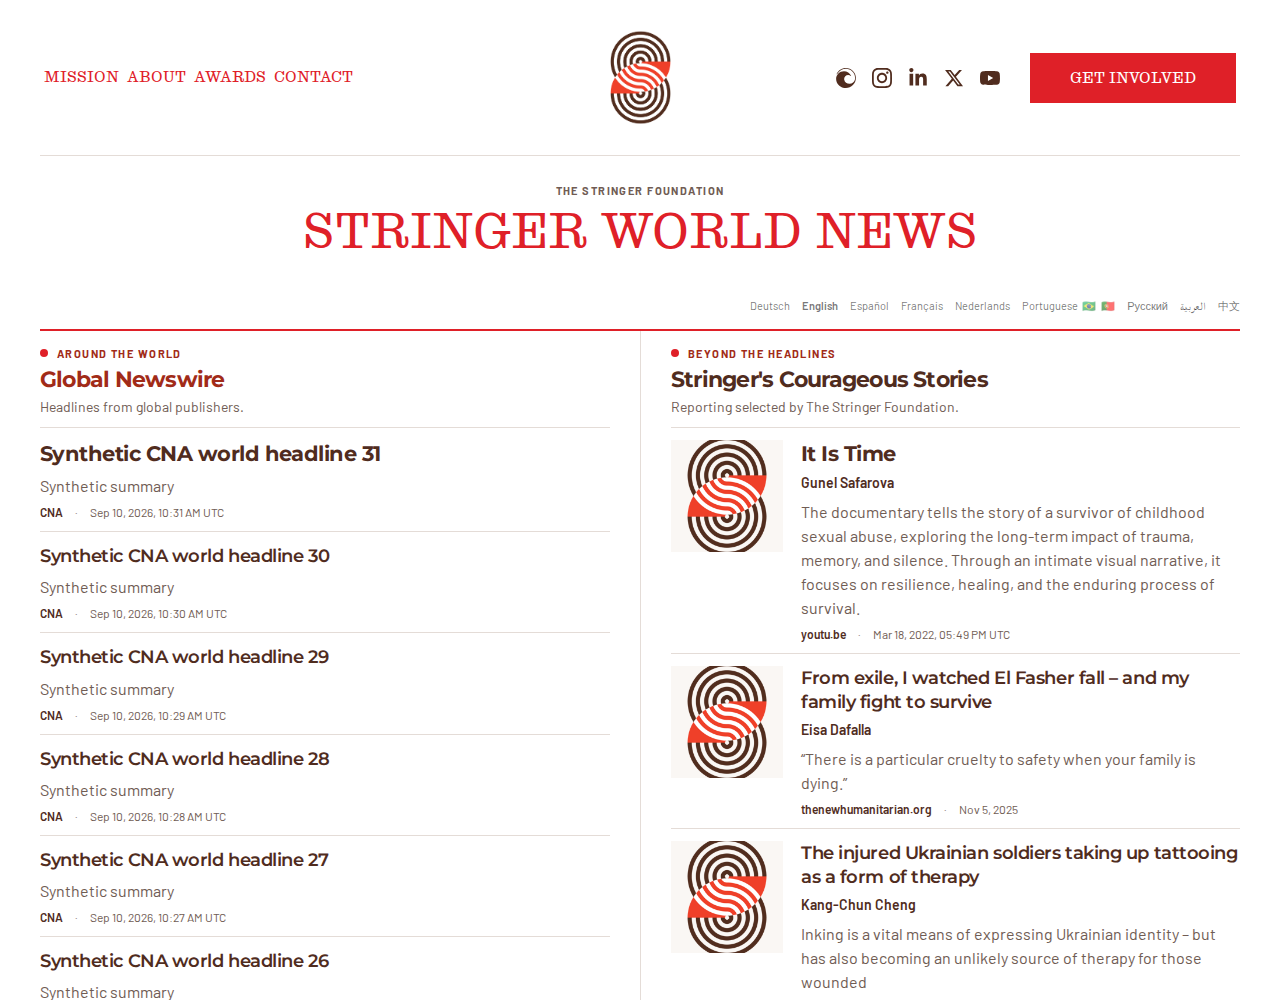 MISSION ABOUT AWARDS CONTACT
GET INVOLVED
THE STRINGER FOUNDATION
STRINGER WORLD NEWS
Deutsch English Español Français Nederlands Portuguese 🇧🇷 🇵🇹 Русский العربية 中文
AROUND THE WORLD
Global Newswire
Headlines from global publishers.
Synthetic CNA world headline 31
Synthetic summary
CNA · Sep 10, 2026, 10:31 AM UTC
Synthetic CNA world headline 30
Synthetic summary
CNA · Sep 10, 2026, 10:30 AM UTC
Synthetic CNA world headline 29
Synthetic summary
CNA · Sep 10, 2026, 10:29 AM UTC
Synthetic CNA world headline 28
Synthetic summary
CNA · Sep 10, 2026, 10:28 AM UTC
Synthetic CNA world headline 27
Synthetic summary
CNA · Sep 10, 2026, 10:27 AM UTC
Synthetic CNA world headline 26
Synthetic summary
BEYOND THE HEADLINES
Stringer's Courageous Stories
Reporting selected by The Stringer Foundation.
It Is Time
Gunel Safarova
The documentary tells the story of a survivor of childhood
sexual abuse, exploring the long-term impact of trauma,
memory, and silence. Through an intimate visual narrative, it
focuses on resilience, healing, and the enduring process of
survival.
youtu.be · Mar 18, 2022, 05:49 PM UTC
From exile, I watched El Fasher fall – and my
family fight to survive
Eisa Dafalla
“There is a particular cruelty to safety when your family is
dying.”
thenewhumanitarian.org · Nov 5, 2025
The injured Ukrainian soldiers taking up tattooing
as a form of therapy
Kang-Chun Cheng
Inking is a vital means of expressing Ukrainian identity – but
has also becoming an unlikely source of therapy for those
wounded